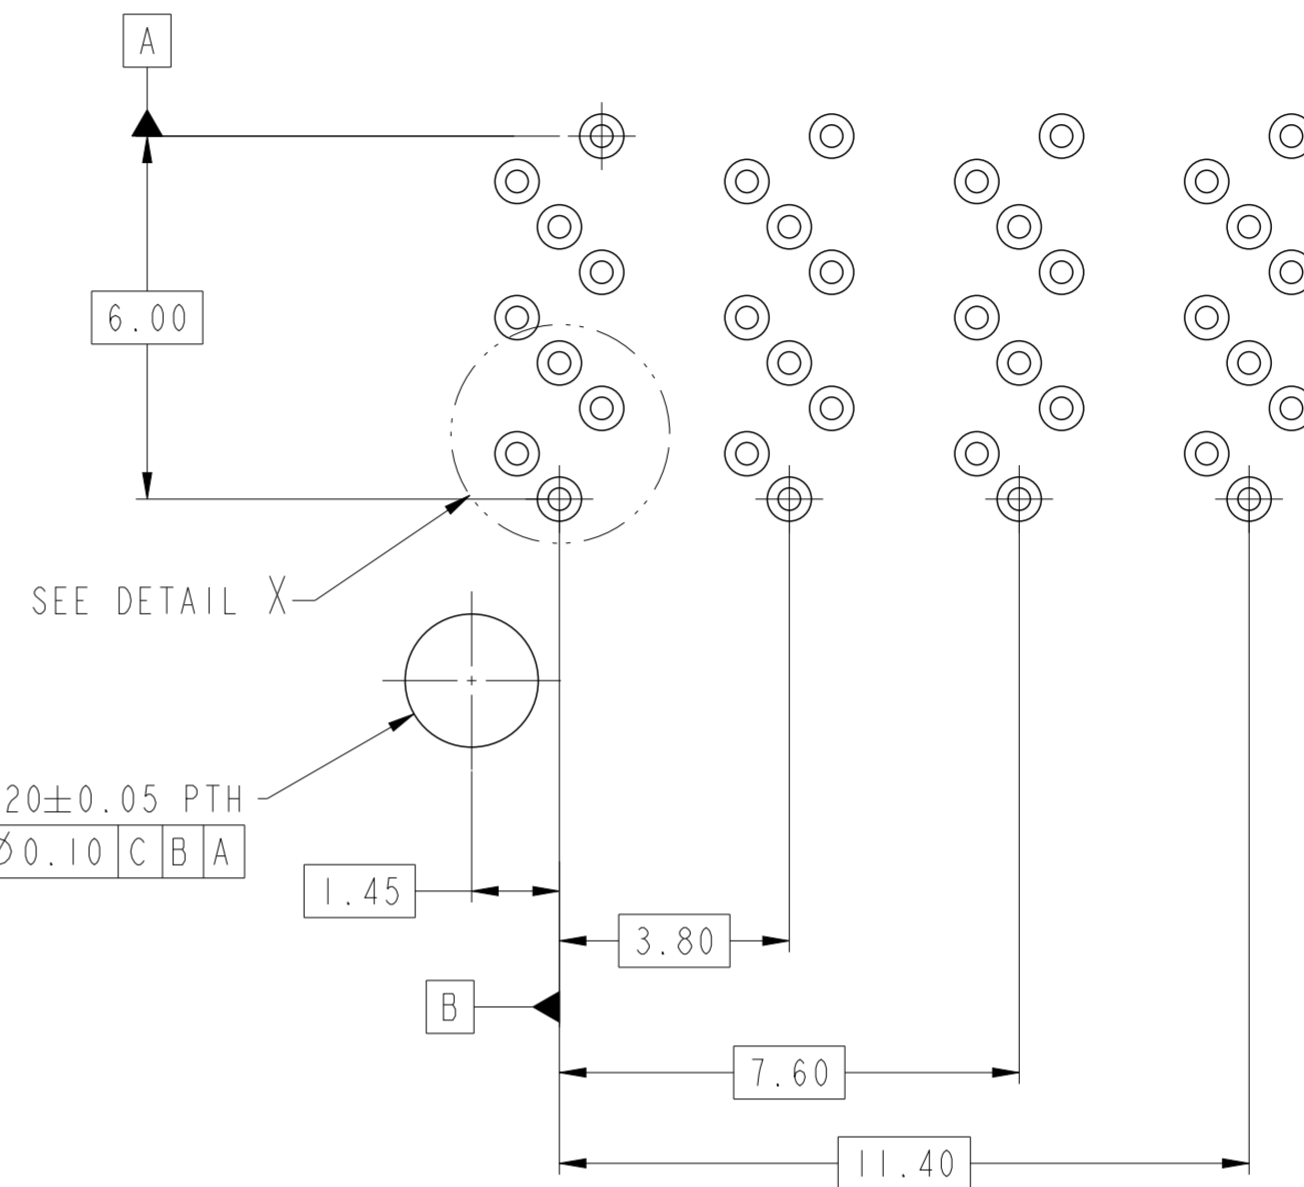 A
6.00
SEE DETAIL X
20±0.05 PTH
⌀0.10 C B A
1.45
3.80
B
7.60
11.40